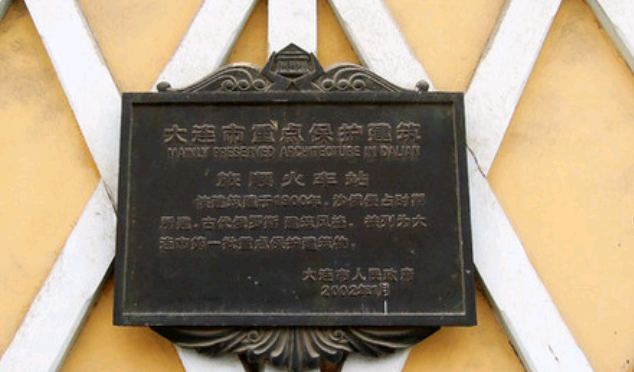 大连市重点保护建筑
MAINLY PRESERVED ARCHITECTURE IN DALIAN
旅顺火车站
该建筑建于1900年，沙俄侵占时期
所建，古代俄罗斯建筑风格。被列为大
连市第一批重点保护建筑物。
大连市人民政府
2002年1月